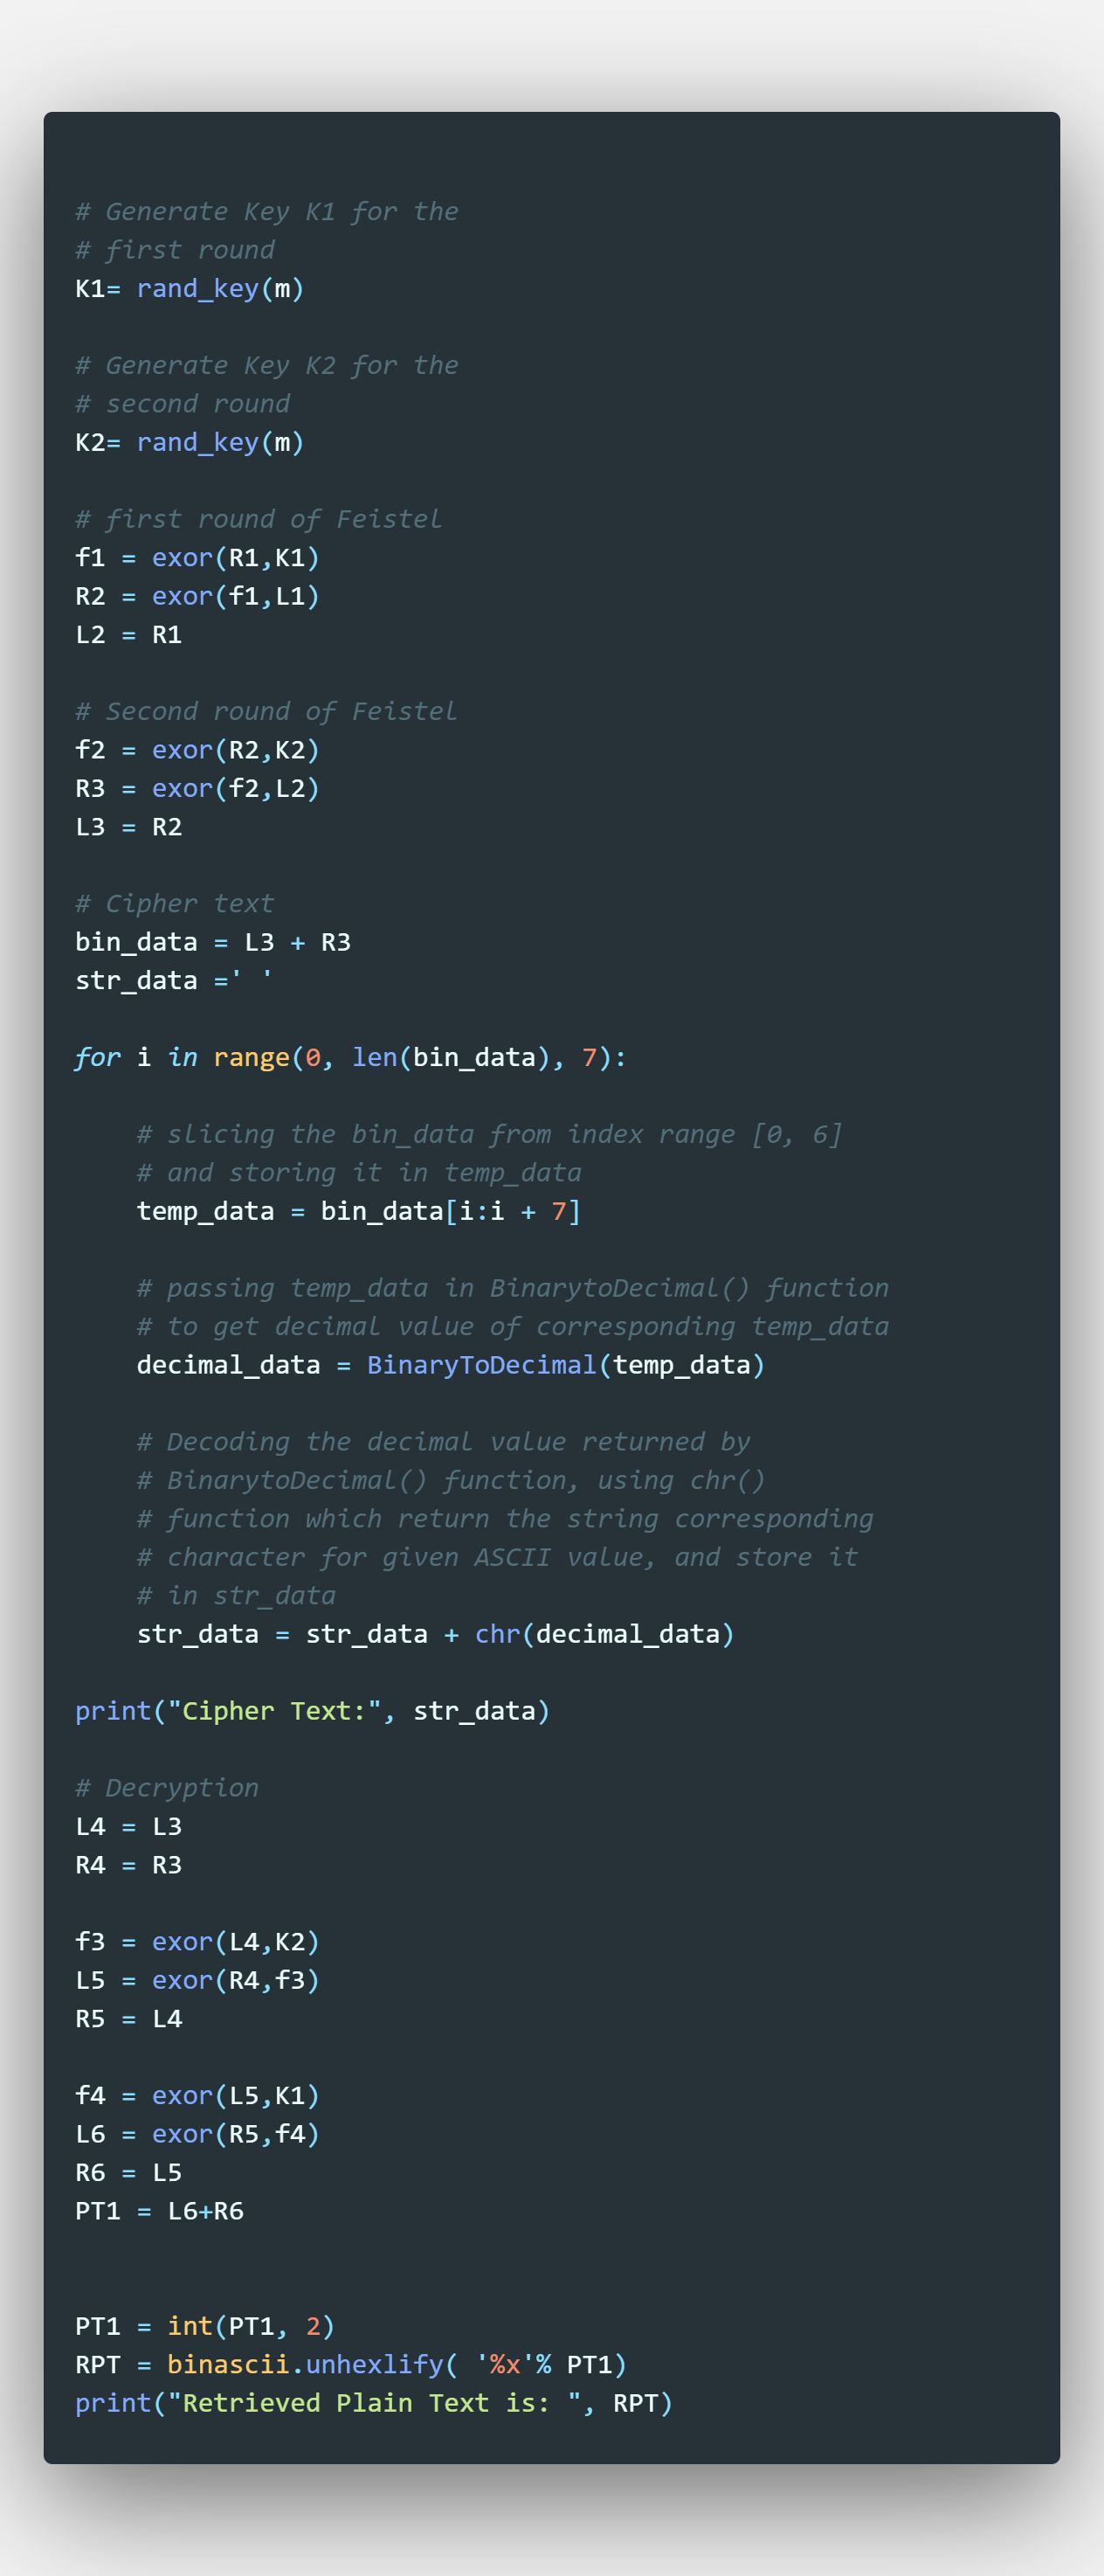 # Generate Key K1 for the
# first round
K1= rand_key(m)
# Generate Key K2 for the
# second round
K2= rand_key(m)
# first round of Feistel
f1 = exor(R1,K1)
R2 = exor(f1,L1)
L2 = R1
# Second round of Feistel
f2 = exor(R2,K2)
R3 = exor(f2,L2)
L3 = R2
# Cipher text
bin_data = L3 + R3
str_data =' '
for i in range(0, len(bin_data), 7):
    # slicing the bin_data from index range [0, 6]
    # and storing it in temp_data
    temp_data = bin_data[i:i + 7]
    # passing temp_data in BinarytoDecimal() function
    # to get decimal value of corresponding temp_data
    decimal_data = BinaryToDecimal(temp_data)
    # Decoding the decimal value returned by
    # BinarytoDecimal() function, using chr()
    # function which return the string corresponding
    # character for given ASCII value, and store it
    # in str_data
    str_data = str_data + chr(decimal_data)
print("Cipher Text:", str_data)
# Decryption
L4 = L3
R4 = R3
f3 = exor(L4,K2)
L5 = exor(R4,f3)
R5 = L4
f4 = exor(L5,K1)
L6 = exor(R5,f4)
R6 = L5
PT1 = L6+R6
PT1 = int(PT1, 2)
RPT = binascii.unhexlify( '%x'% PT1)
print("Retrieved Plain Text is: ", RPT)